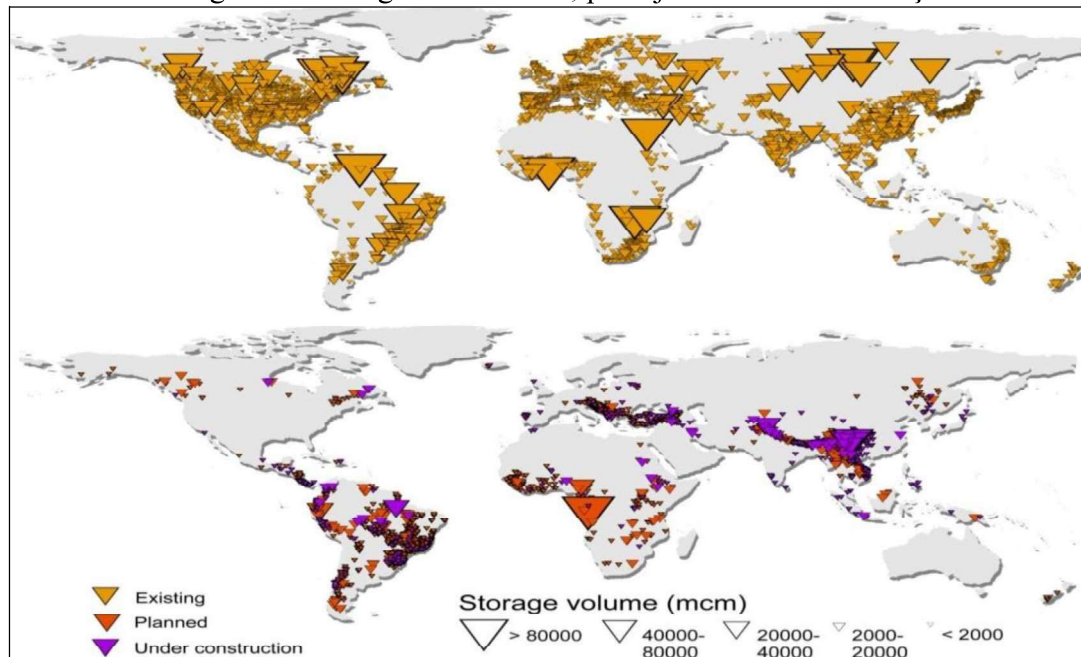 Existing
Planned
Under construction
Storage volume (mcm)
> 80000
40000-
80000
20000-
40000
2000-
20000
< 2000